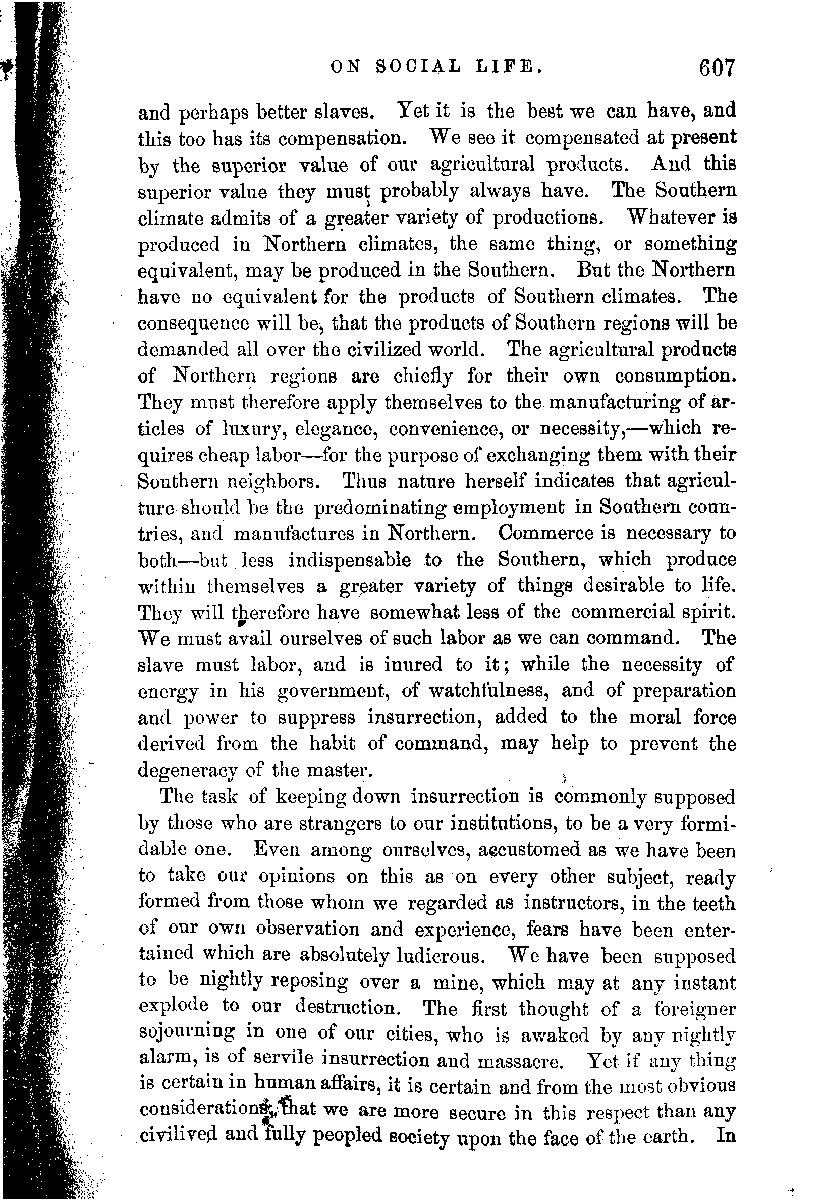 ON SOCIAL LIFE. 607
and perhaps better slaves. Yet it is the best we can have, and
this too has its compensation. We see it compensated at present
by the superior value of our agricultural products. And this
superior value they must probably always have. The Southern
climate admits of a greater variety of productions. Whatever is
produced in Northern climates, the same thing, or something
equivalent, may be produced in the Southern. But the Northern
have no equivalent for the products of Southern climates. The
consequence will be, that the products of Southern regions will be
demanded all over the civilized world. The agricultural products
of Northern regions are chiefly for their own consumption.
They must therefore apply themselves to the manufacturing of ar-
ticles of luxury, elegance, convenience, or necessity,—which re-
quires cheap labor—for the purpose of exchanging them with their
Southern neighbors. Thus nature herself indicates that agricul-
ture should be the predominating employment in Southern coun-
tries, and manufactures in Northern. Commerce is necessary to
both—but less indispensable to the Southern, which produce
within themselves a greater variety of things desirable to life.
They will therefore have somewhat less of the commercial spirit.
We must avail ourselves of such labor as we can command. The
slave must labor, and is inured to it; while the necessity of
energy in his government, of watchfulness, and of preparation
and power to suppress insurrection, added to the moral force
derived from the habit of command, may help to prevent the
degeneracy of the master.
The task of keeping down insurrection is commonly supposed
by those who are strangers to our institutions, to be a very formi-
dable one. Even among ourselves, accustomed as we have been
to take our opinions on this as on every other subject, ready
formed from those whom we regarded as instructors, in the teeth
of our own observation and experience, fears have been enter-
tained which are absolutely ludicrous. We have been supposed
to be nightly reposing over a mine, which may at any instant
explode to our destruction. The first thought of a foreigner
sojourning in one of our cities, who is awaked by any nightly
alarm, is of servile insurrection and massacre. Yet if any thing
is certain in human affairs, it is certain and from the most obvious
considerations, that we are more secure in this respect than any
civilived and fully peopled society upon the face of the earth. In